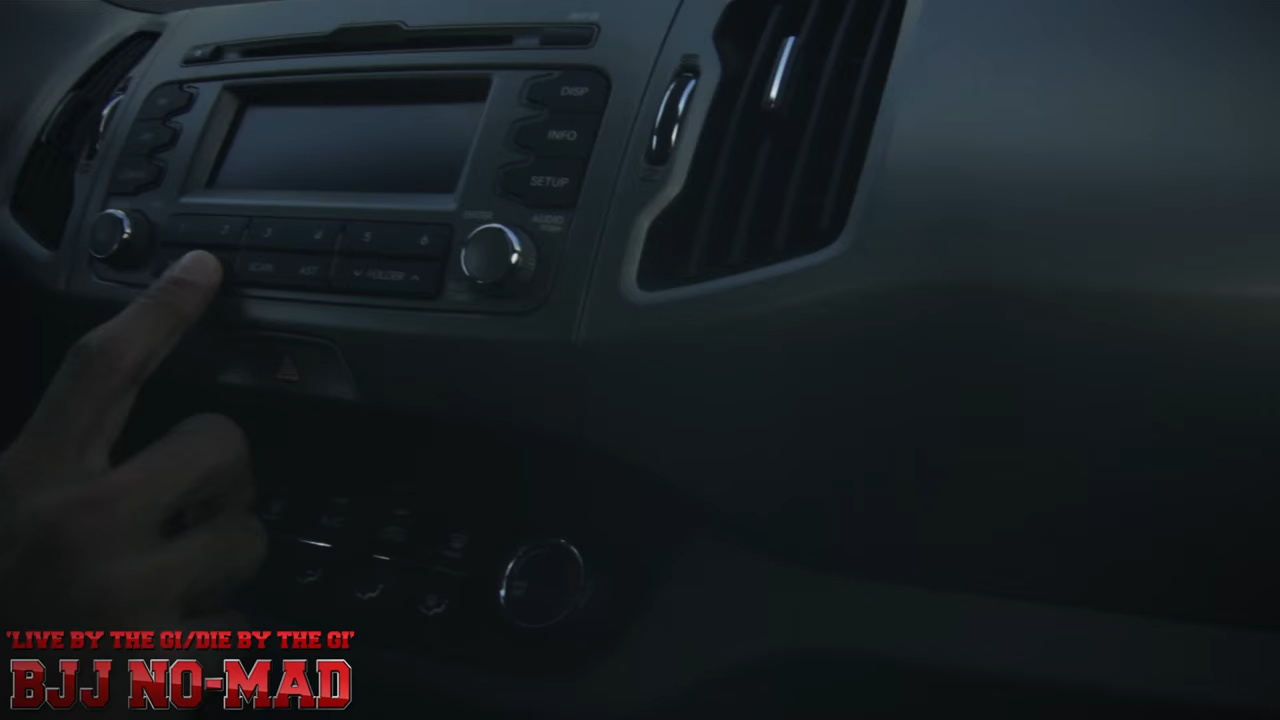 DISP
INFO
SETUP
AUDIO
2 3 4 5 6
SCAN AST FOLDER
'LIVE BY THE GI/DIE BY THE GI'
BJJ NO-MAD